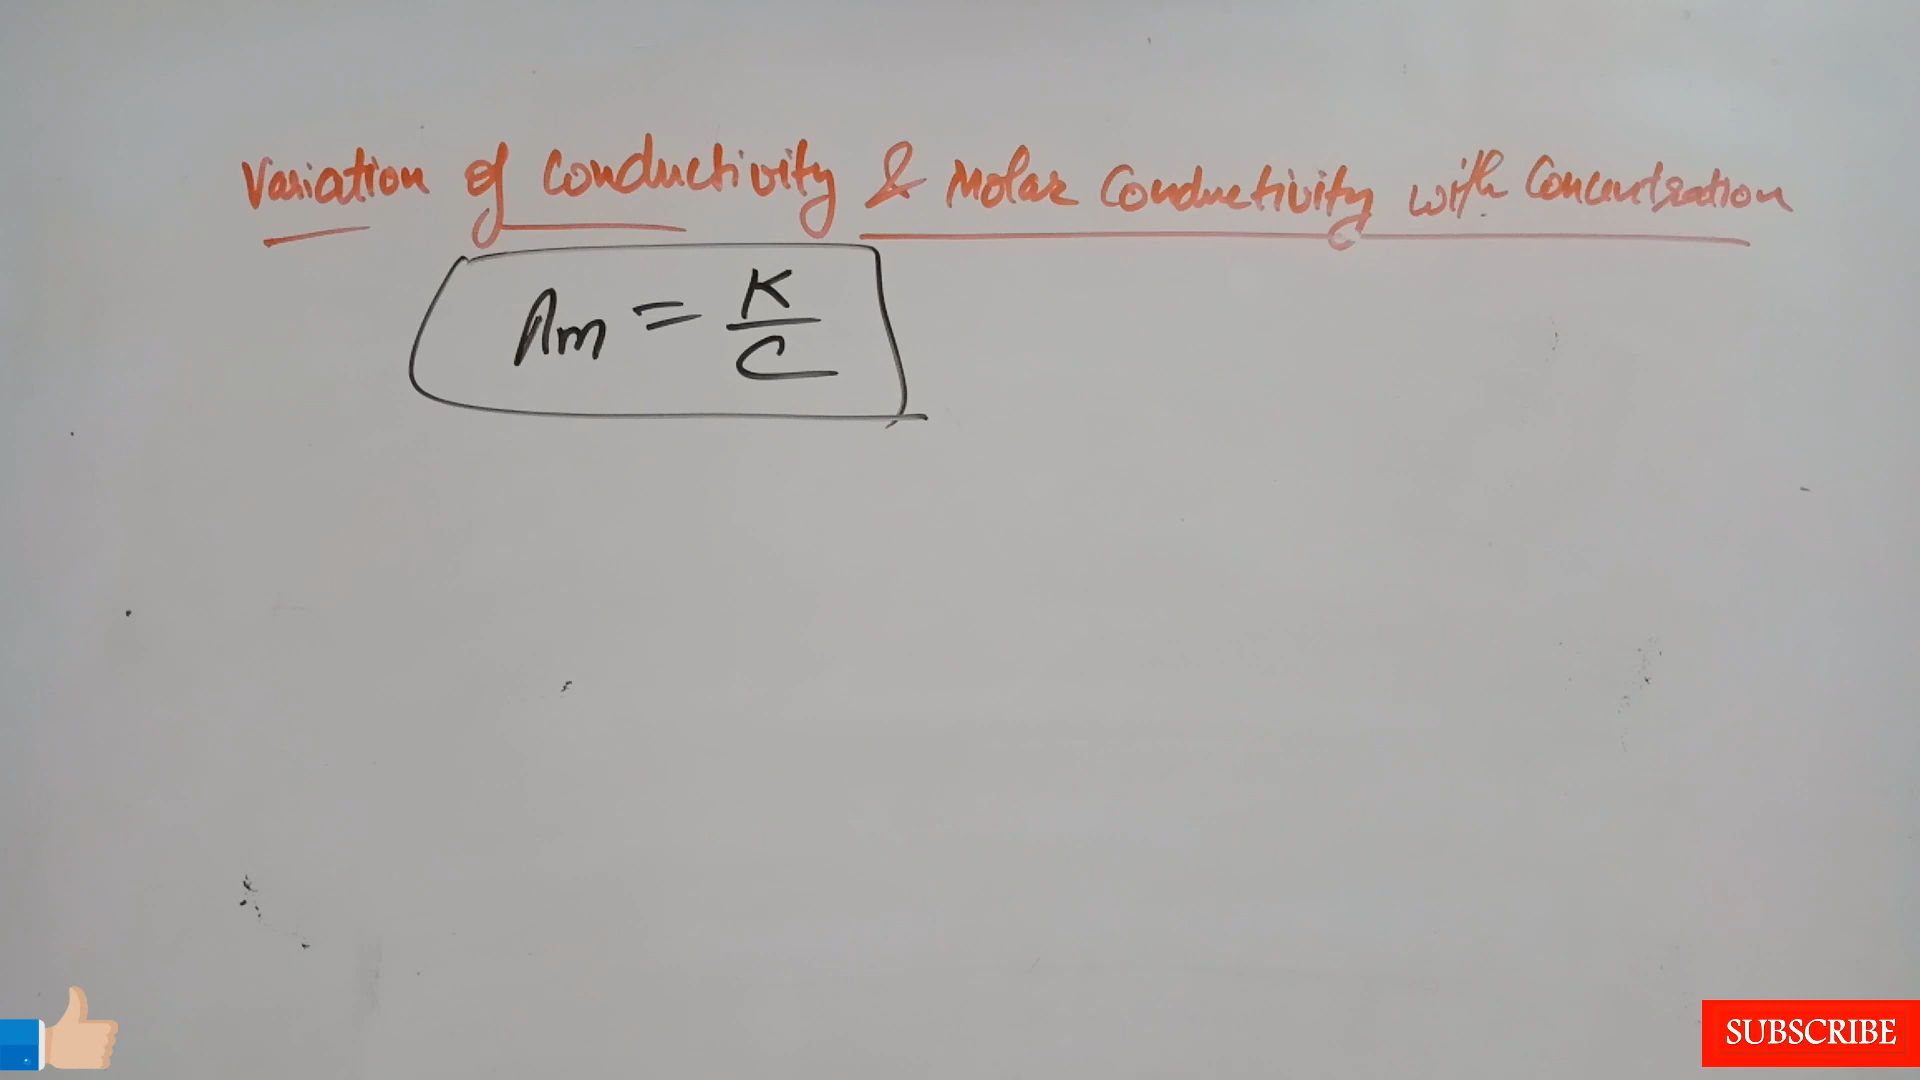 Variation of Conductivity & Molar Conductivity with Concentration
Λm = K/C
SUBSCRIBE